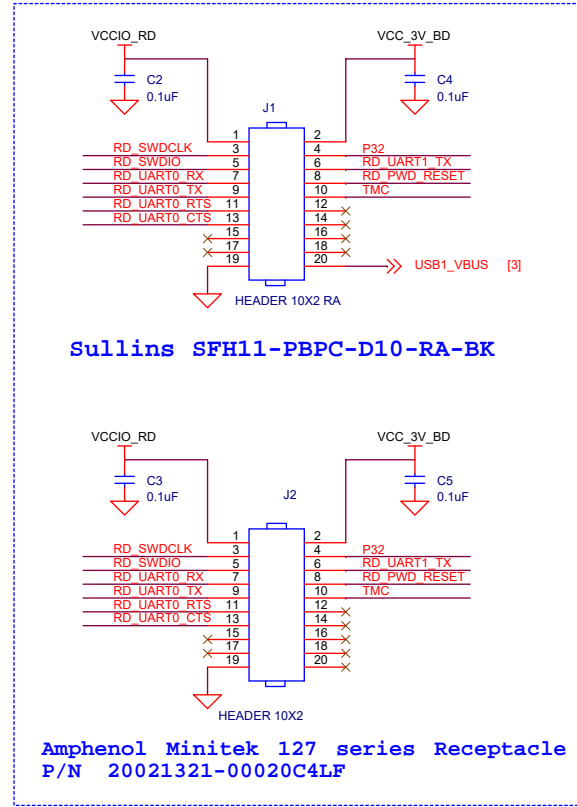 VCCIO_RD VCC_3V_BD
C2 C4
0.1uF 0.1uF
J1
1 2
RD_SWDCLK 3 4 P32
RD_SWDIO 5 6 RD_UART1_TX
RD_UART0_RX 7 8 RD_PWD_RESET
RD_UART0_TX 9 10 TMC
RD_UART0_RTS 11 12
RD_UART0_CTS 13 14
15 16
17 18
19 20 USB1_VBUS [3]
HEADER 10X2 RA
Sullins SFH11-PBPC-D10-RA-BK
VCCIO_RD VCC_3V_BD
C3 C5
0.1uF 0.1uF
J2
1 2
RD_SWDCLK 3 4 P32
RD_SWDIO 5 6 RD_UART1_TX
RD_UART0_RX 7 8 RD_PWD_RESET
RD_UART0_TX 9 10 TMC
RD_UART0_RTS 11 12
RD_UART0_CTS 13 14
15 16
17 18
19 20
HEADER 10X2
Amphenol Minitek 127 series Receptacle
P/N 20021321-00020C4LF